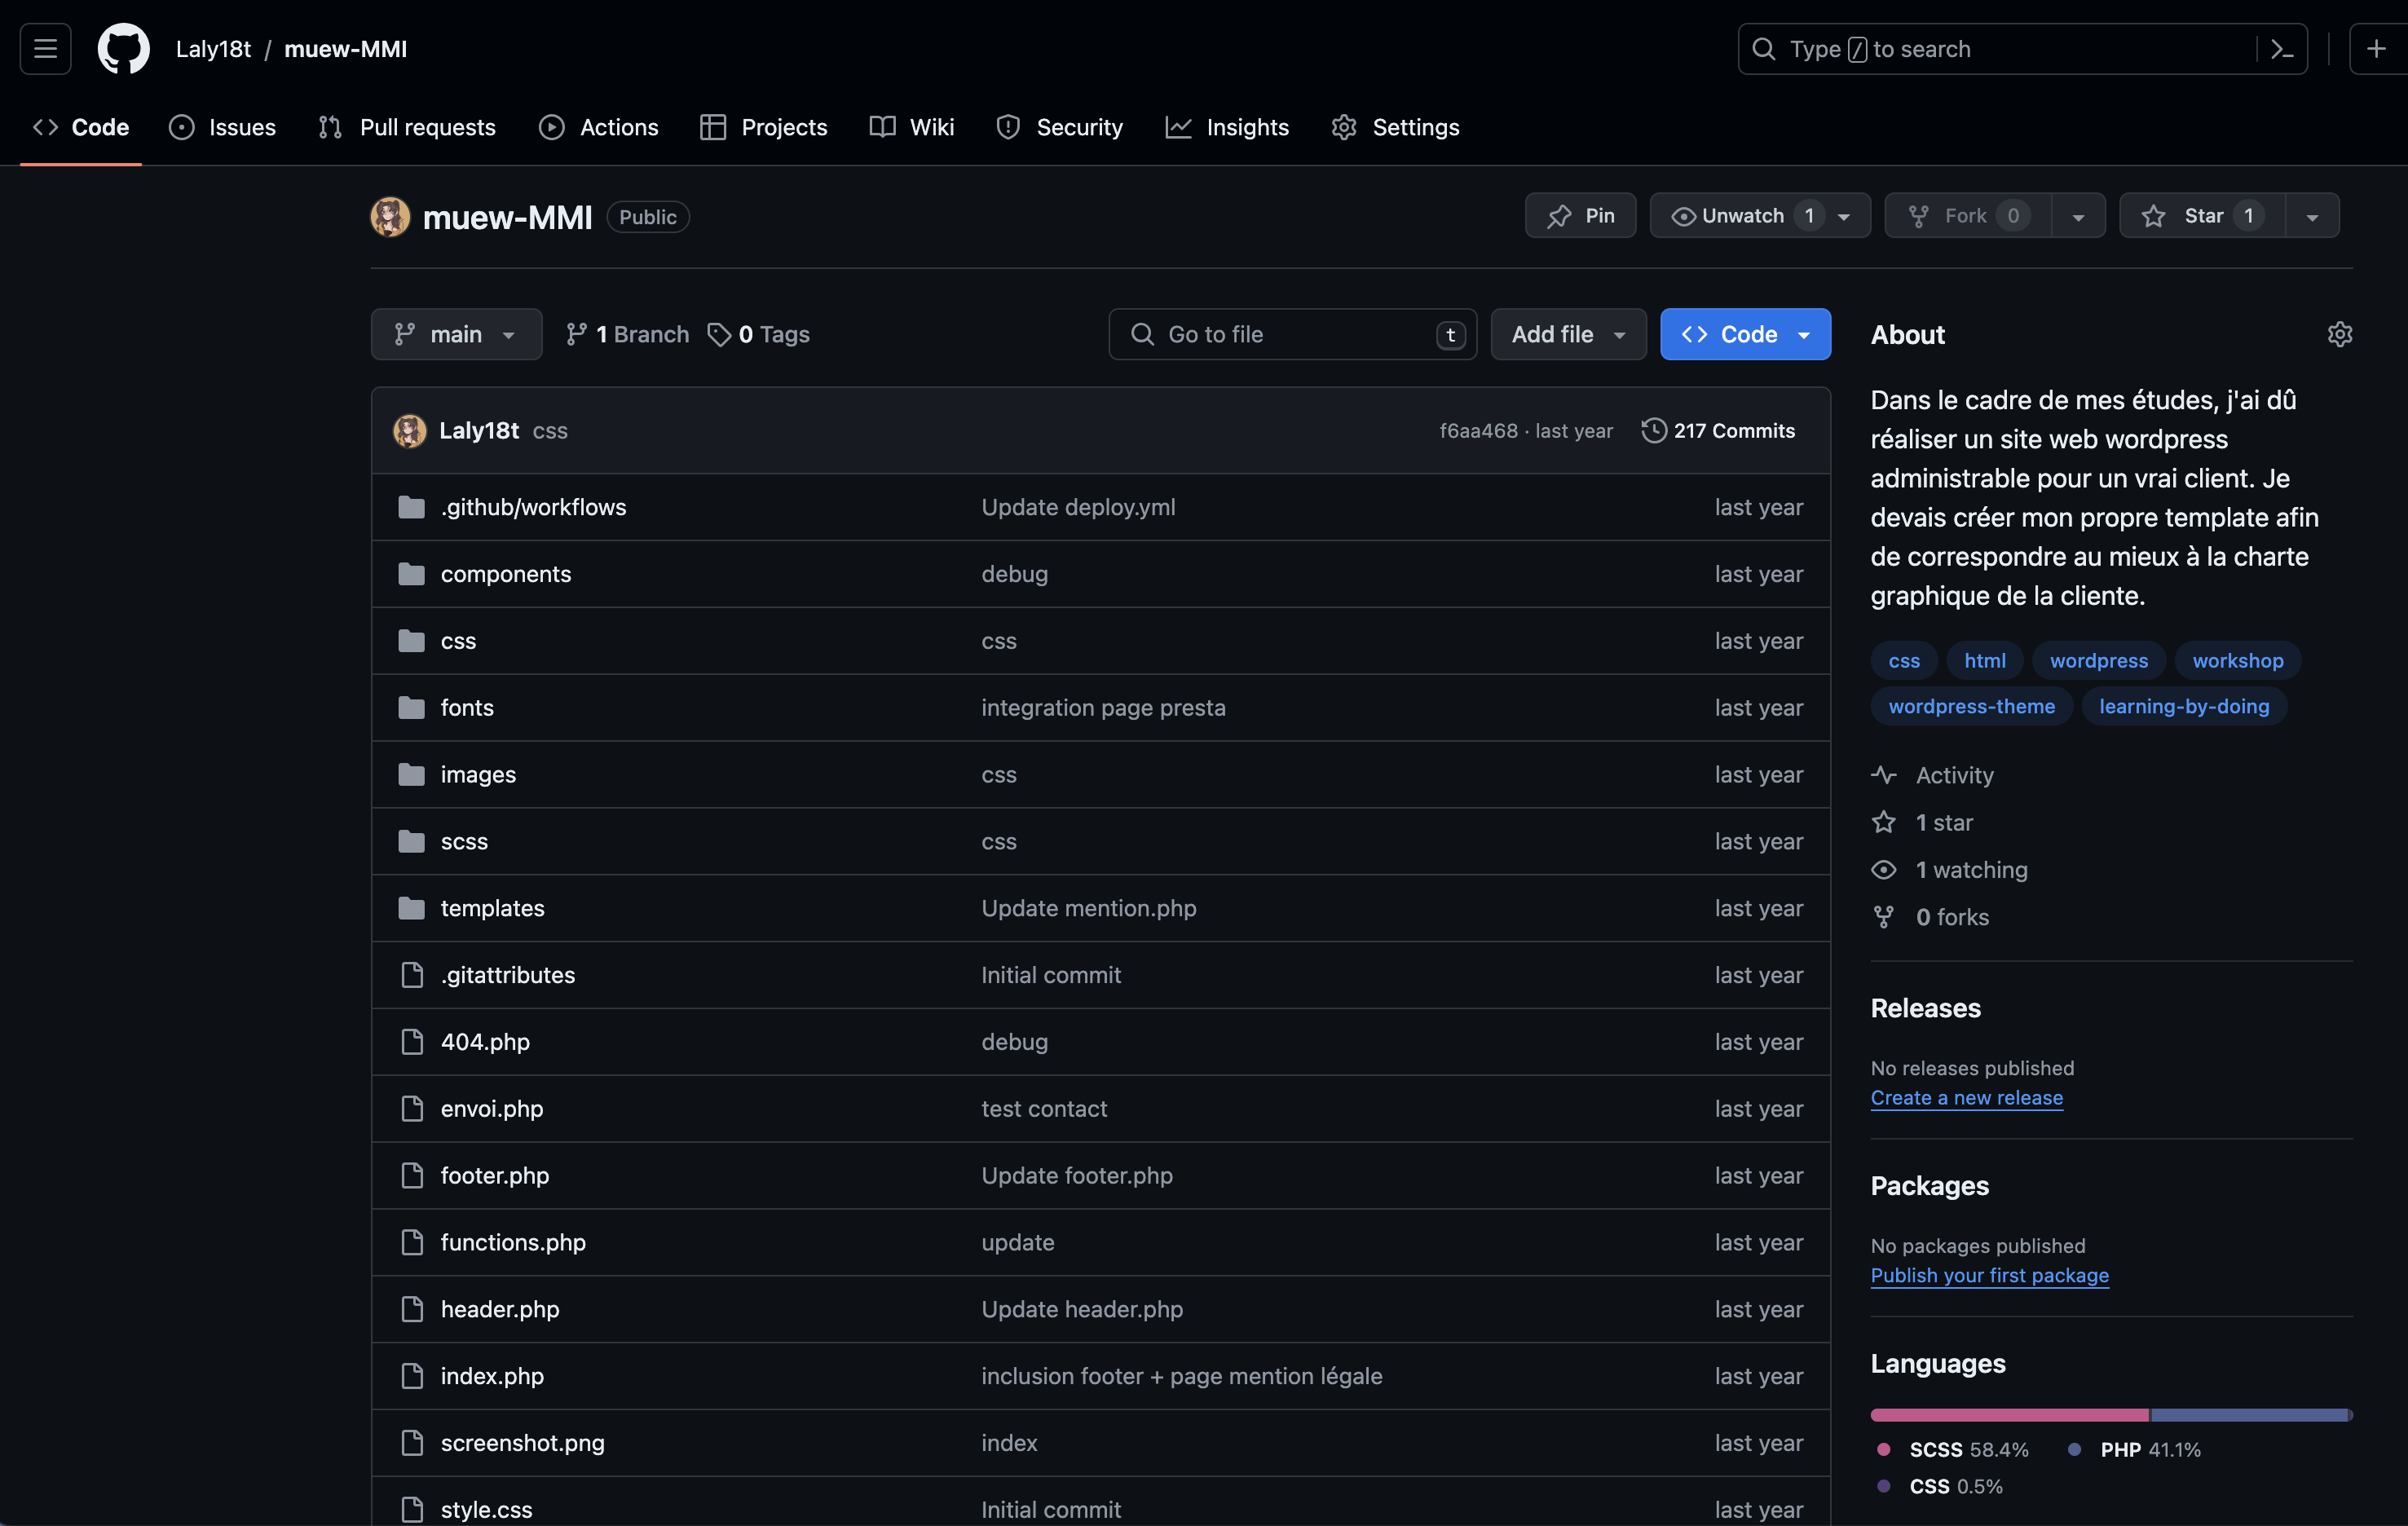 Laly18t / muew-MMI
Type / to search
Code Issues Pull requests Actions Projects Wiki Security Insights Settings
muew-MMI Public
Pin Unwatch 1 Fork 0 Star 1
main 1 Branch 0 Tags Go to file t Add file Code
Laly18t css f6aa468 · last year 217 Commits
.github/workflows Update deploy.yml last year
components debug last year
css css last year
fonts integration page presta last year
images css last year
scss css last year
templates Update mention.php last year
.gitattributes Initial commit last year
404.php debug last year
envoi.php test contact last year
footer.php Update footer.php last year
functions.php update last year
header.php Update header.php last year
index.php inclusion footer + page mention légale last year
screenshot.png index last year
style.css Initial commit last year
About
Dans le cadre de mes études, j'ai dû
réaliser un site web wordpress
administrable pour un vrai client. Je
devais créer mon propre template afin
de correspondre au mieux à la charte
graphique de la cliente.
css html wordpress workshop
wordpress-theme learning-by-doing
Activity
1 star
1 watching
0 forks
Releases
No releases published
Create a new release
Packages
No packages published
Publish your first package
Languages
SCSS 58.4% PHP 41.1%
CSS 0.5%